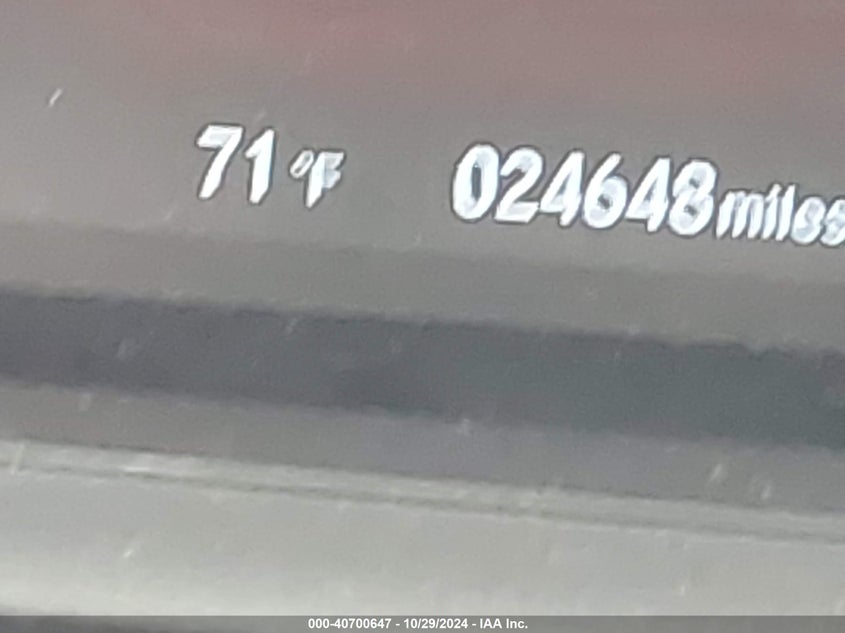 71 °F 024648 miles
000-40700647 - 10/29/2024 - IAA Inc.